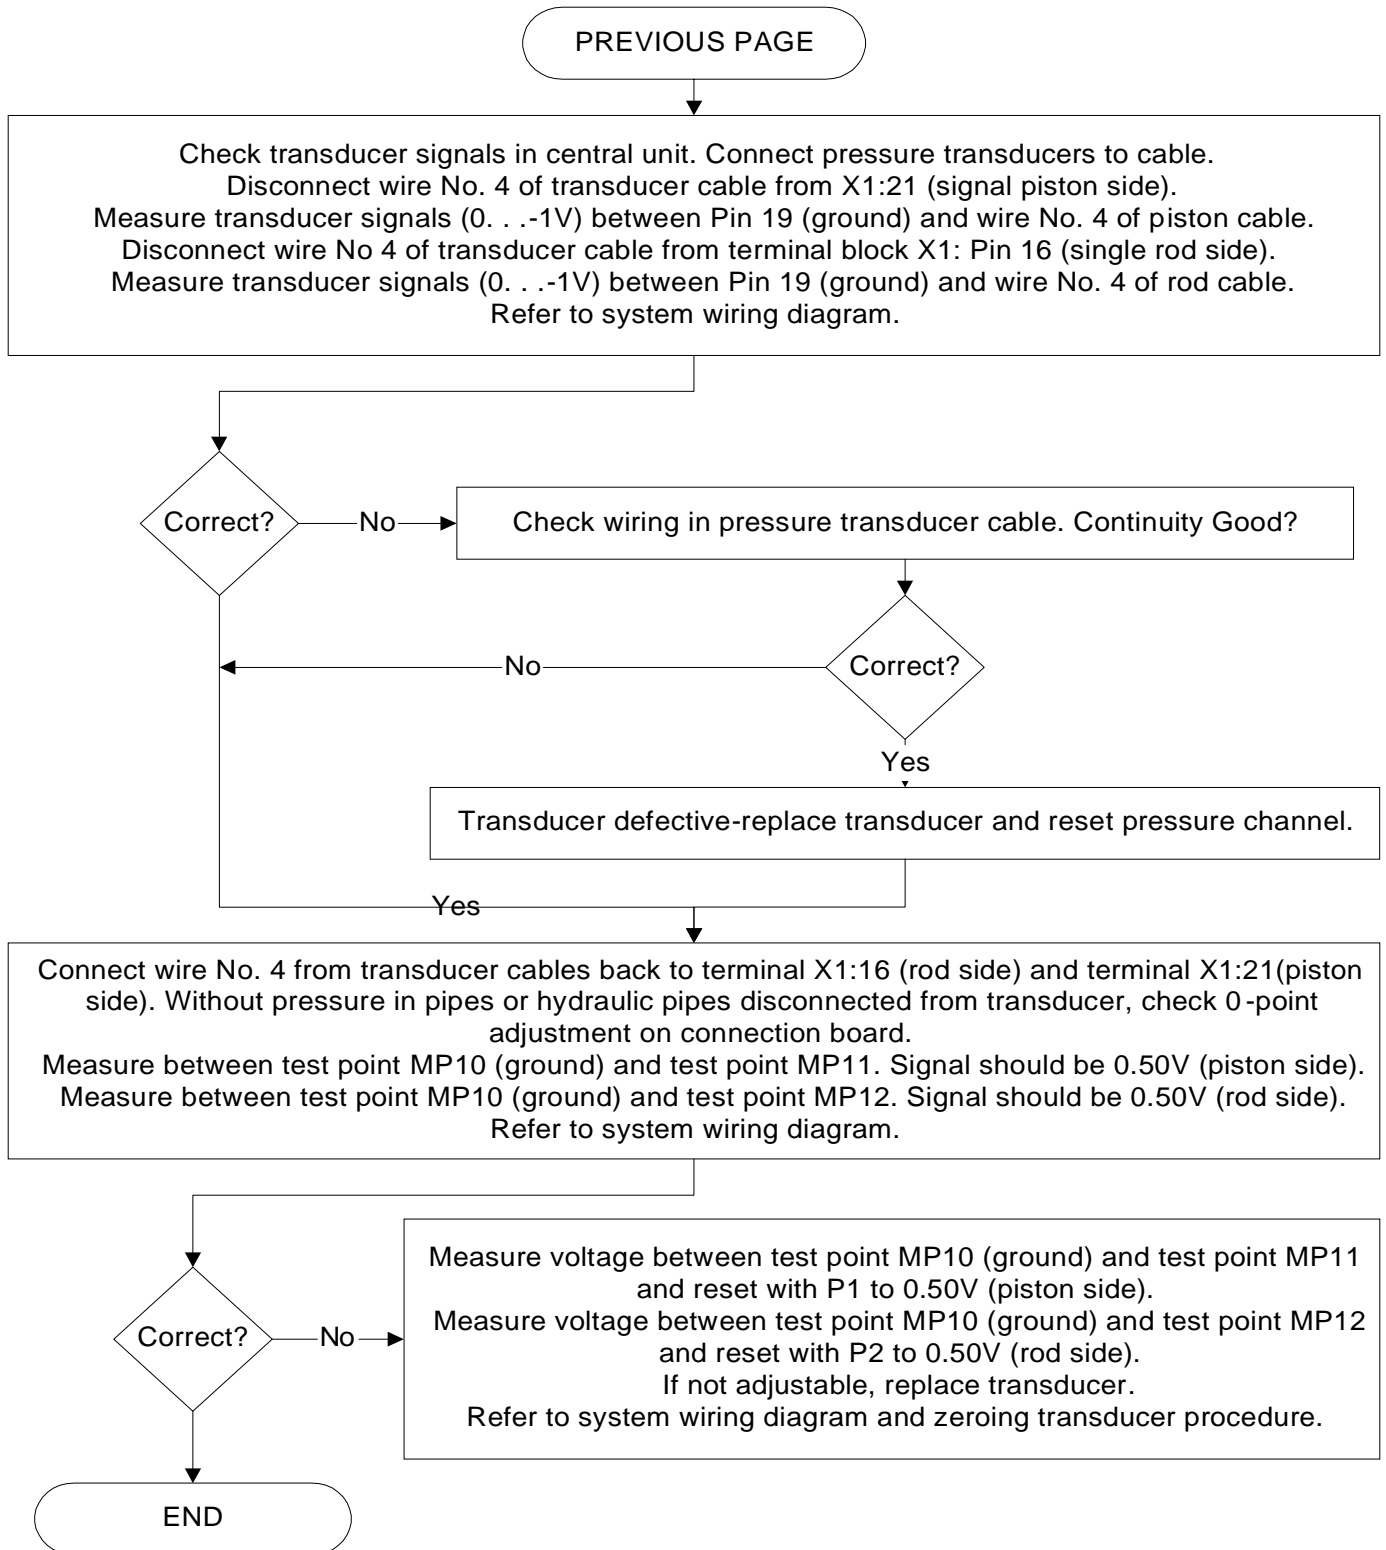 PREVIOUS PAGE
Check transducer signals in central unit. Connect pressure transducers to cable.
Disconnect wire No. 4 of transducer cable from X1:21 (signal piston side).
Measure transducer signals (0. . .-1V) between Pin 19 (ground) and wire No. 4 of piston cable.
Disconnect wire No 4 of transducer cable from terminal block X1: Pin 16 (single rod side).
Measure transducer signals (0. . .-1V) between Pin 19 (ground) and wire No. 4 of rod cable.
Refer to system wiring diagram.
Correct?
No
Check wiring in pressure transducer cable. Continuity Good?
No
Correct?
Yes
Transducer defective-replace transducer and reset pressure channel.
Yes
Connect wire No. 4 from transducer cables back to terminal X1:16 (rod side) and terminal X1:21(piston
side). Without pressure in pipes or hydraulic pipes disconnected from transducer, check 0-point
adjustment on connection board.
Measure between test point MP10 (ground) and test point MP11. Signal should be 0.50V (piston side).
Measure between test point MP10 (ground) and test point MP12. Signal should be 0.50V (rod side).
Refer to system wiring diagram.
Correct?
No
Measure voltage between test point MP10 (ground) and test point MP11
and reset with P1 to 0.50V (piston side).
Measure voltage between test point MP10 (ground) and test point MP12
and reset with P2 to 0.50V (rod side).
If not adjustable, replace transducer.
Refer to system wiring diagram and zeroing transducer procedure.
END